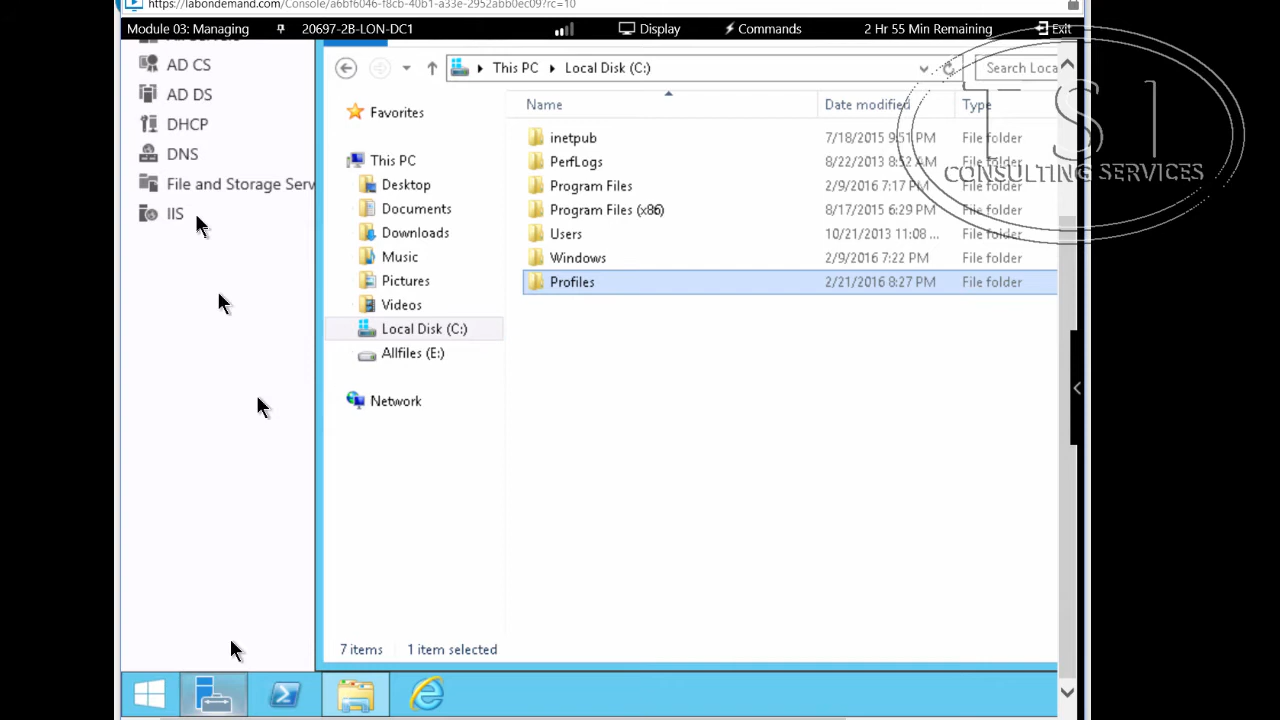 https://labondemand.com/Console/a6bf6046-f8cb-40b1-a33e-2952abb0ec09?rc=10
Module 03: Managing 20697-2B-LON-DC1 Display Commands 2 Hr 55 Min Remaining Exit
AD CS
AD DS
DHCP
DNS
File and Storage Serv
IIS
This PC Local Disk (C:) Search Loca
Favorites
This PC
Desktop
Documents
Downloads
Music
Pictures
Videos
Local Disk (C:)
Allfiles (E:)
Network
Name Date modified Type
inetpub 7/18/2015 9:51 PM File folder
PerfLogs 8/22/2013 8:52 AM File folder
Program Files 2/9/2016 7:17 PM File folder
Program Files (x86) 8/17/2015 6:29 PM File folder
Users 10/21/2013 11:08 ... File folder
Windows 2/9/2016 7:22 PM File folder
Profiles 2/21/2016 8:27 PM File folder
7 items 1 item selected
TSI
CONSULTING SERVICES